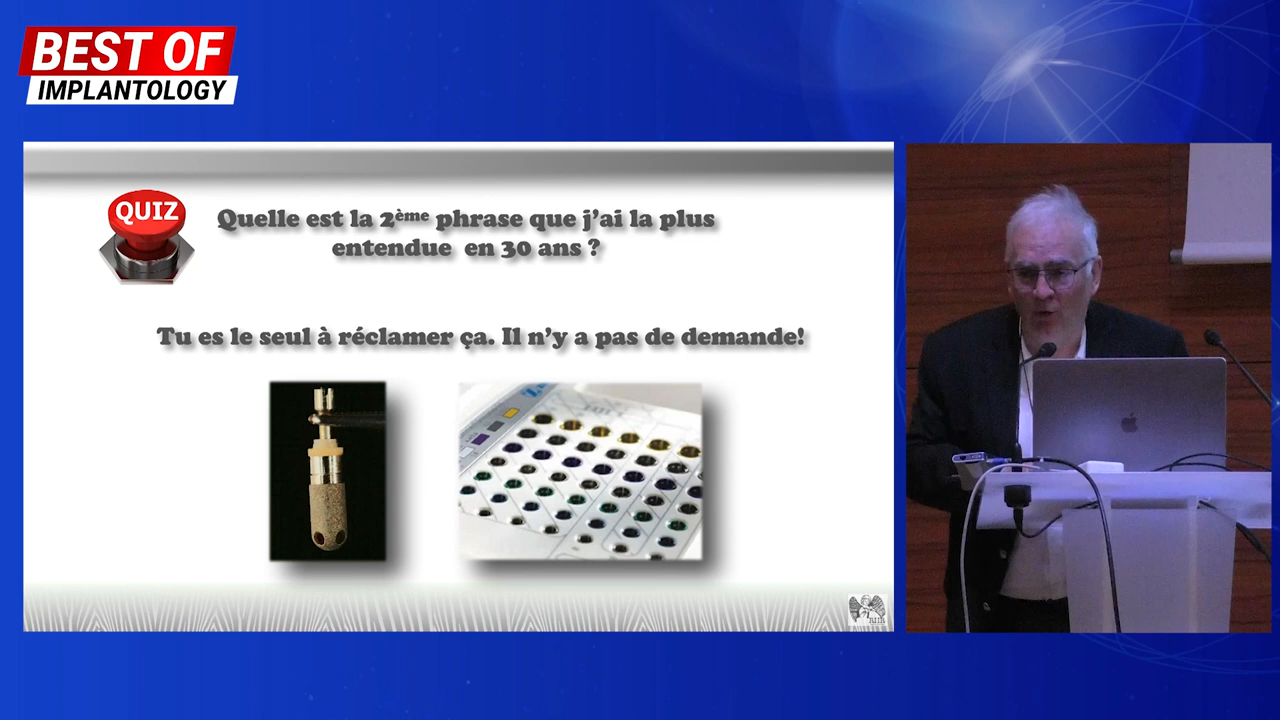 BEST OF
IMPLANTOLOGY
QUIZ
Quelle est la 2ème phrase que j'ai la plus
entendue en 30 ans ?
Tu es le seul à réclamer ça. Il n'y a pas de demande!